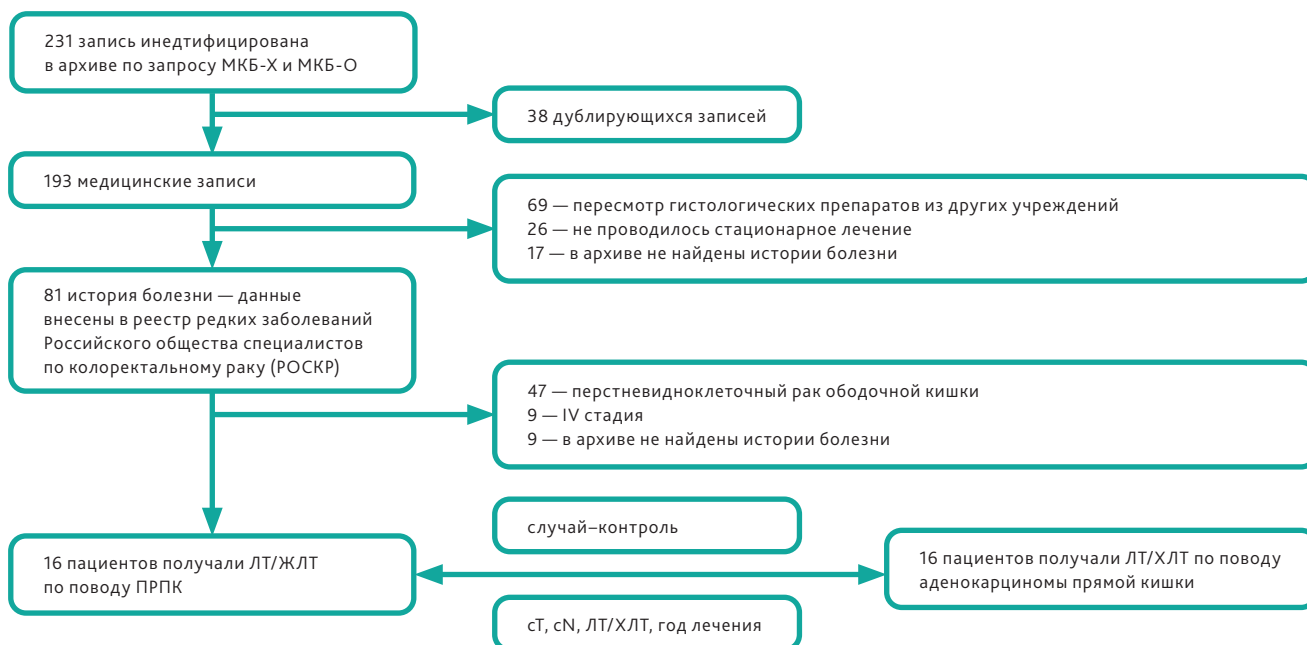 231 запись инедтифицирована
в архиве по запросу МКБ-X и МКБ-О
38 дублирующихся записей
193 медицинские записи
69 — пересмотр гистологических препаратов из других учреждений
26 — не проводилось стационарное лечение
17 — в архиве не найдены истории болезни
81 история болезни — данные
внесены в реестр редких заболеваний
Российского общества специалистов
по колоректальному раку (РОСКР)
47 — перстневидноклеточный рак ободочной кишки
9 — IV стадия
9 — в архиве не найдены истории болезни
случай–контроль
16 пациентов получали ЛТ/ЖЛТ
по поводу ПРПК
16 пациентов получали ЛТ/ХЛТ по поводу
аденокарциномы прямой кишки
cT, cN, ЛТ/ХЛТ, год лечения